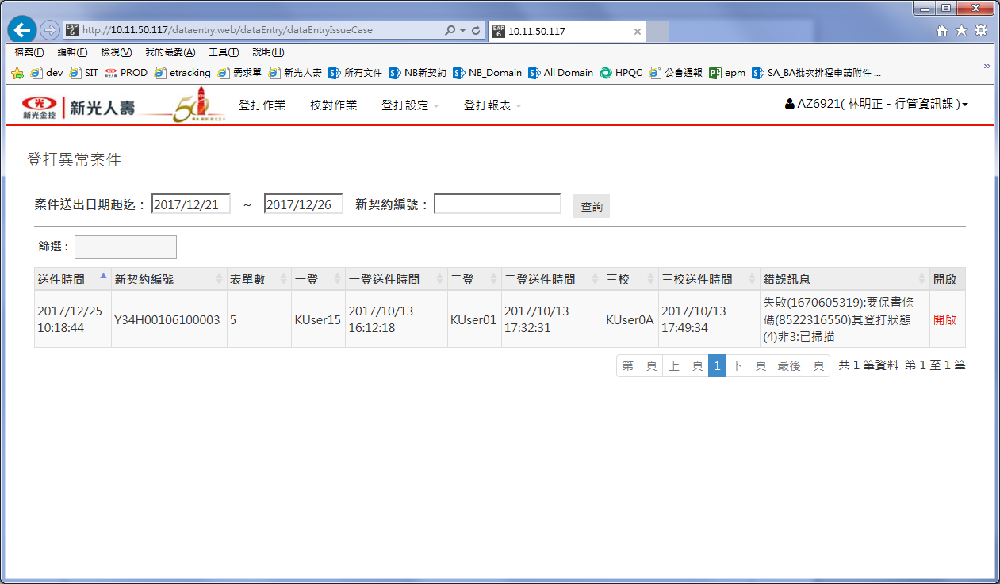 http://10.11.50.117/dataentry.web/dataEntry/dataEntryIssueCase
10.11.50.117
檔案(F) 編輯(E) 檢視(V) 我的最愛(A) 工具(T) 說明(H)
dev SIT PROD etracking 需求單 新光人壽 所有文件 NB新契約 NB_Domain All Domain HPQC 公會通報 epm SA_BA批次排程申請附件 ...
新光金控 新光人壽 50 登打作業 校對作業 登打設定 登打報表 AZ6921( 林明正 - 行管資訊課 )
登打異常案件
案件送出日期起迄： 2017/12/21 ~ 2017/12/26 新契約編號： 查詢
篩選：
送件時間 新契約編號 表單數 一登 一登送件時間 二登 二登送件時間 三校 三校送件時間 錯誤訊息 開啟
2017/12/25 10:18:44 Y34H00106100003 5 KUser15 2017/10/13 16:12:18 KUser01 2017/10/13 17:32:31 KUser0A 2017/10/13 17:49:34 失敗(1670605319):要保書條碼(8522316550)其登打狀態(4)非3:已掃描 開啟
第一頁 上一頁 1 下一頁 最後一頁 共 1 筆資料 第 1 至 1 筆